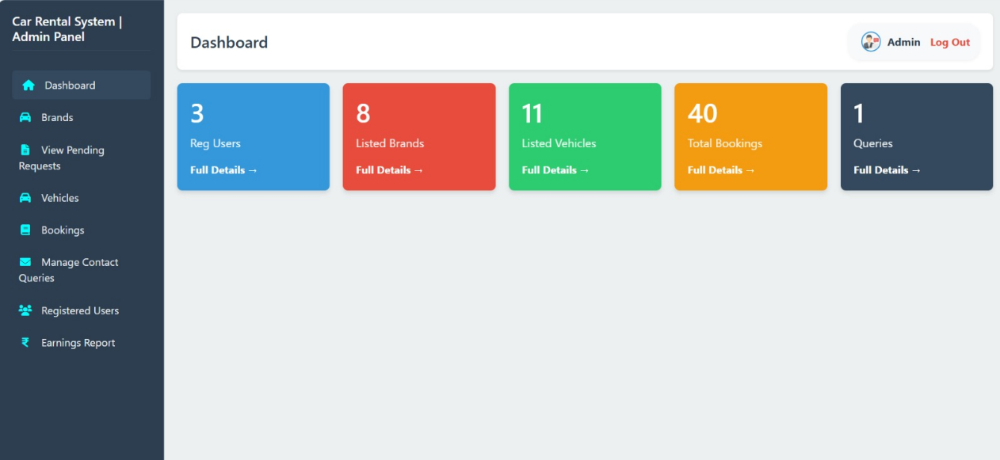 Car Rental System |
Admin Panel
Dashboard
Brands
View Pending
Requests
Vehicles
Bookings
Manage Contact
Queries
Registered Users
₹ Earnings Report
Dashboard
Admin Log Out
3
Reg Users
Full Details →
8
Listed Brands
Full Details →
11
Listed Vehicles
Full Details →
40
Total Bookings
Full Details →
1
Queries
Full Details →